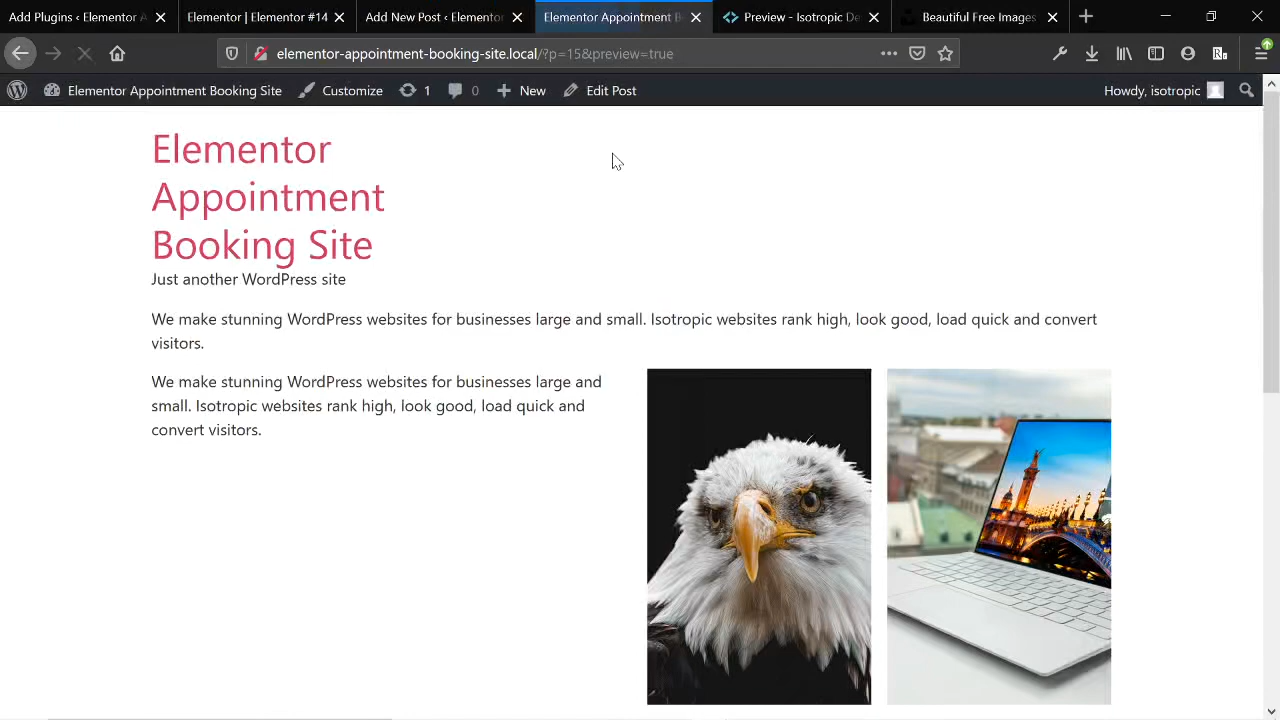 Add Plugins ‹ Elementor A
Elementor | Elementor #14
Add New Post ‹ Elementor
Elementor Appointment B
Preview - Isotropic De
Beautiful Free Images
elementor-appointment-booking-site.local/?p=15&preview=true
Elementor Appointment Booking Site
Customize
1
0
New
Edit Post
Howdy, isotropic
Elementor
Appointment
Booking Site
Just another WordPress site
We make stunning WordPress websites for businesses large and small. Isotropic websites rank high, look good, load quick and convert
visitors.
We make stunning WordPress websites for businesses large and
small. Isotropic websites rank high, look good, load quick and
convert visitors.